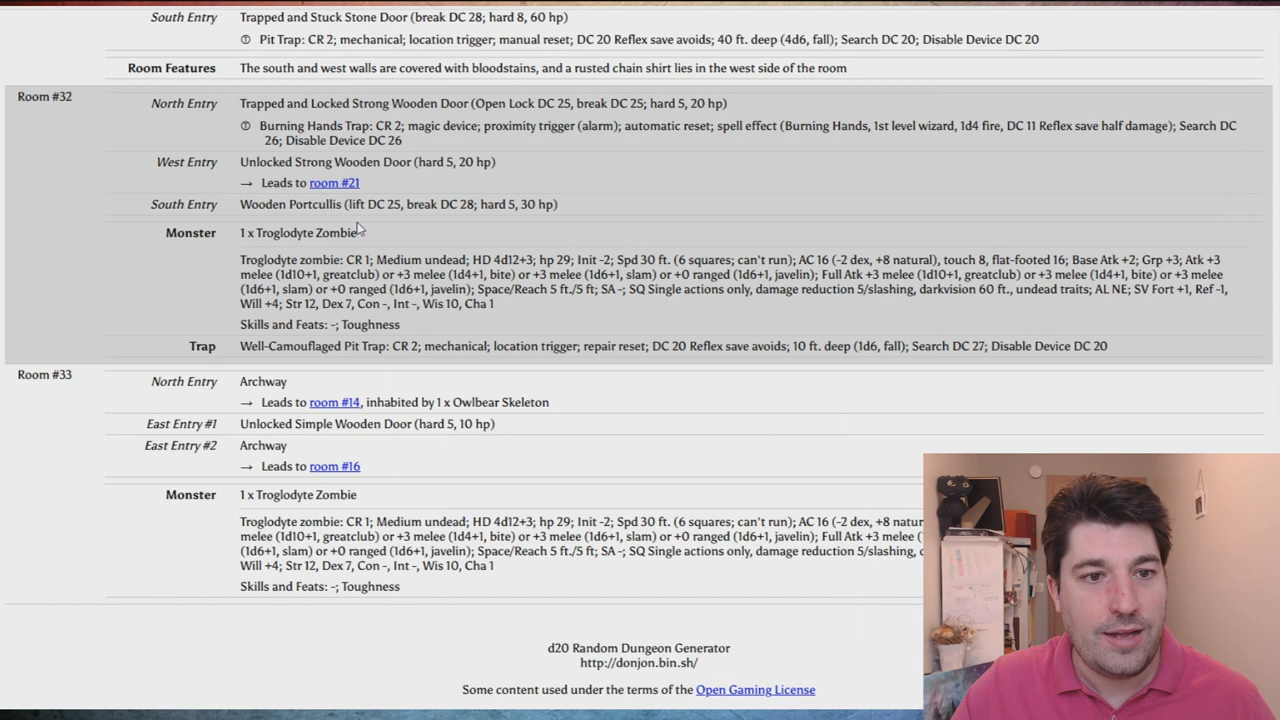 South Entry Trapped and Stuck Stone Door (break DC 28; hard 8, 60 hp)
Pit Trap: CR 2; mechanical; location trigger; manual reset; DC 20 Reflex save avoids; 40 ft. deep (4d6, fall); Search DC 20; Disable Device DC 20
Room Features The south and west walls are covered with bloodstains, and a rusted chain shirt lies in the west side of the room
Room #32
North Entry Trapped and Locked Strong Wooden Door (Open Lock DC 25, break DC 25; hard 5, 20 hp)
Burning Hands Trap: CR 2; magic device; proximity trigger (alarm); automatic reset; spell effect (Burning Hands, 1st level wizard, 1d4 fire, DC 11 Reflex save half damage); Search DC
26; Disable Device DC 26
West Entry Unlocked Strong Wooden Door (hard 5, 20 hp)
→ Leads to room #21
South Entry Wooden Portcullis (lift DC 25, break DC 28; hard 5, 30 hp)
Monster 1 x Troglodyte Zombie
Troglodyte zombie: CR 1; Medium undead; HD 4d12+3; hp 29; Init -2; Spd 30 ft. (6 squares; can't run); AC 16 (-2 dex, +8 natural), touch 8, flat-footed 16; Base Atk +2; Grp +3; Atk +3
melee (1d10+1, greatclub) or +3 melee (1d4+1, bite) or +3 melee (1d6+1, slam) or +0 ranged (1d6+1, javelin); Full Atk +3 melee (1d10+1, greatclub) or +3 melee (1d4+1, bite) or +3 melee
(1d6+1, slam) or +0 ranged (1d6+1, javelin); Space/Reach 5 ft./5 ft; SA -; SQ Single actions only, damage reduction 5/slashing, darkvision 60 ft., undead traits; AL NE; SV Fort +1, Ref -1,
Will +4; Str 12, Dex 7, Con -, Int -, Wis 10, Cha 1
Skills and Feats: -; Toughness
Trap Well-Camouflaged Pit Trap: CR 2; mechanical; location trigger; repair reset; DC 20 Reflex save avoids; 10 ft. deep (1d6, fall); Search DC 27; Disable Device DC 20
Room #33
North Entry Archway
→ Leads to room #14, inhabited by 1 x Owlbear Skeleton
East Entry #1 Unlocked Simple Wooden Door (hard 5, 10 hp)
East Entry #2 Archway
→ Leads to room #16
Monster 1 x Troglodyte Zombie
Troglodyte zombie: CR 1; Medium undead; HD 4d12+3; hp 29; Init -2; Spd 30 ft. (6 squares; can't run); AC 16 (-2 dex, +8 natur
melee (1d10+1, greatclub) or +3 melee (1d4+1, bite) or +3 melee (1d6+1, slam) or +0 ranged (1d6+1, javelin); Full Atk +3 melee (
(1d6+1, slam) or +0 ranged (1d6+1, javelin); Space/Reach 5 ft./5 ft; SA -; SQ Single actions only, damage reduction 5/slashing, d
Will +4; Str 12, Dex 7, Con -, Int -, Wis 10, Cha 1
Skills and Feats: -; Toughness
d20 Random Dungeon Generator
http://donjon.bin.sh/
Some content used under the terms of the Open Gaming License